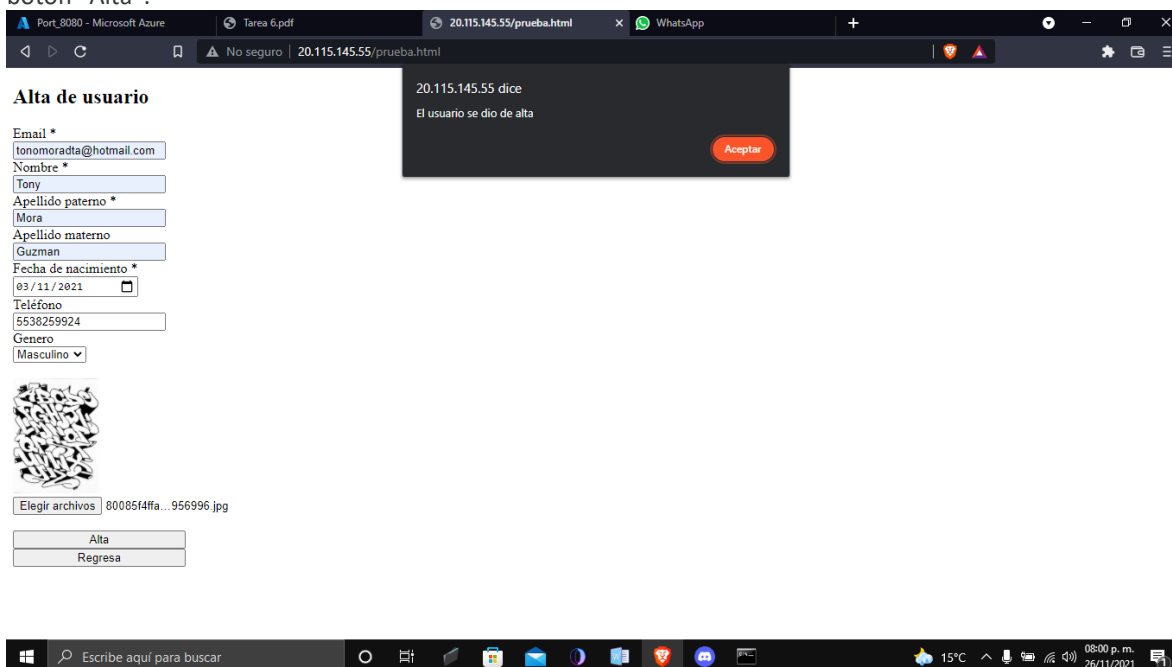 botón "Alta".
Port_8080 - Microsoft Azure
Tarea 6.pdf
20.115.145.55/prueba.html
WhatsApp
No seguro | 20.115.145.55/prueba.html
20.115.145.55 dice
El usuario se dio de alta
Aceptar
Alta de usuario
Email *
tonomoradta@hotmail.com
Nombre *
Tony
Apellido paterno *
Mora
Apellido materno
Guzman
Fecha de nacimiento *
03/11/2021
Teléfono
5538259924
Genero
Masculino
Elegir archivos 80085f4ffa...956996.jpg
Alta
Regresa
Escribe aquí para buscar
15°C
08:00 p. m.
26/11/2021